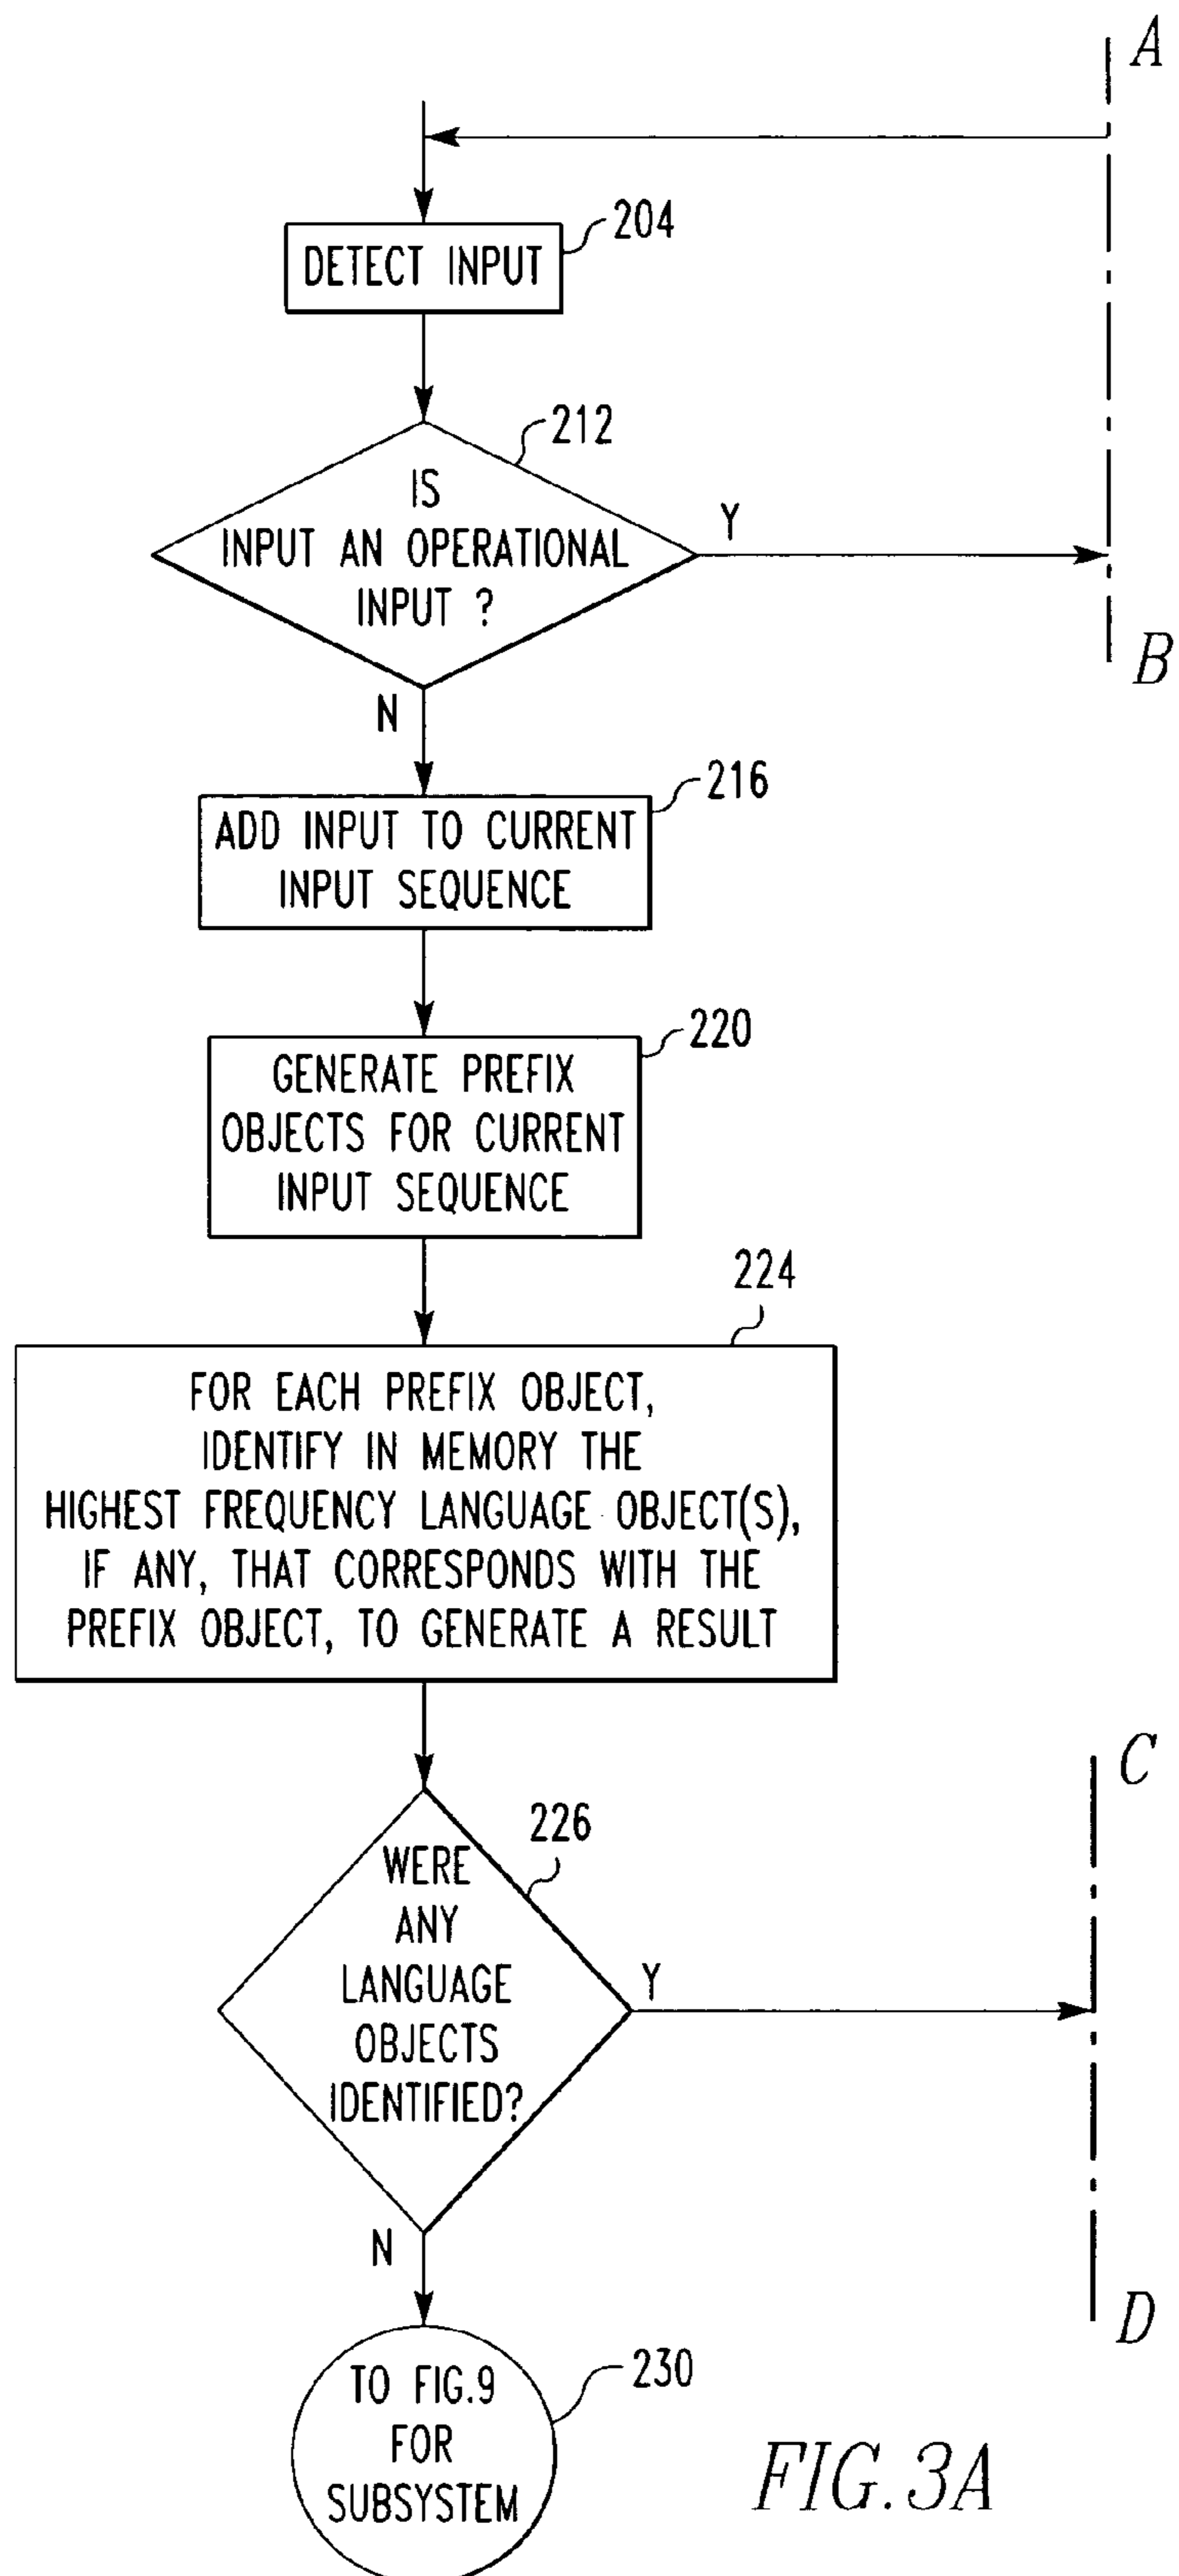 A
204
DETECT INPUT
212
IS
INPUT AN OPERATIONAL
INPUT ?
Y
B
N
216
ADD INPUT TO CURRENT
INPUT SEQUENCE
220
GENERATE PREFIX
OBJECTS FOR CURRENT
INPUT SEQUENCE
224
FOR EACH PREFIX OBJECT,
IDENTIFY IN MEMORY THE
HIGHEST FREQUENCY LANGUAGE OBJECT(S),
IF ANY, THAT CORRESPONDS WITH THE
PREFIX OBJECT, TO GENERATE A RESULT
C
226
WERE
ANY
LANGUAGE
OBJECTS
IDENTIFIED?
Y
N
D
230
TO FIG.9
FOR
SUBSYSTEM
FIG.3A